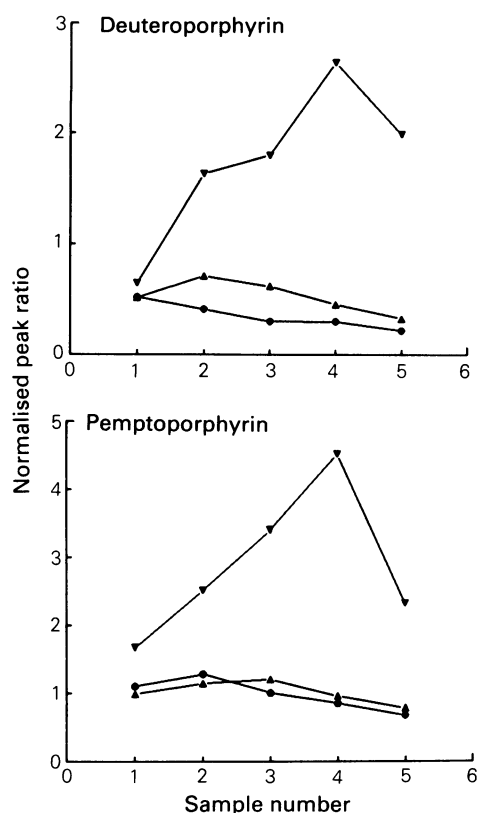 Deuteroporphyrin
3
2
1
0
0 1 2 3 4 5 6
Normalised peak ratio
Pemptoporphyrin
5
4
3
2
1
0
0 1 2 3 4 5 6
Sample number